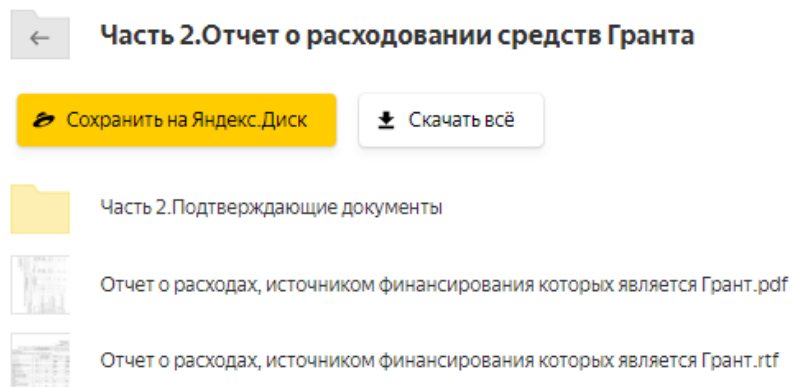 Часть 2.Отчет о расходовании средств Гранта
Сохранить на Яндекс.Диск
Скачать всё
Часть 2.Подтверждающие документы
Отчет о расходах, источником финансирования которых является Грант.pdf
Отчет о расходах, источником финансирования которых является Грант.rtf